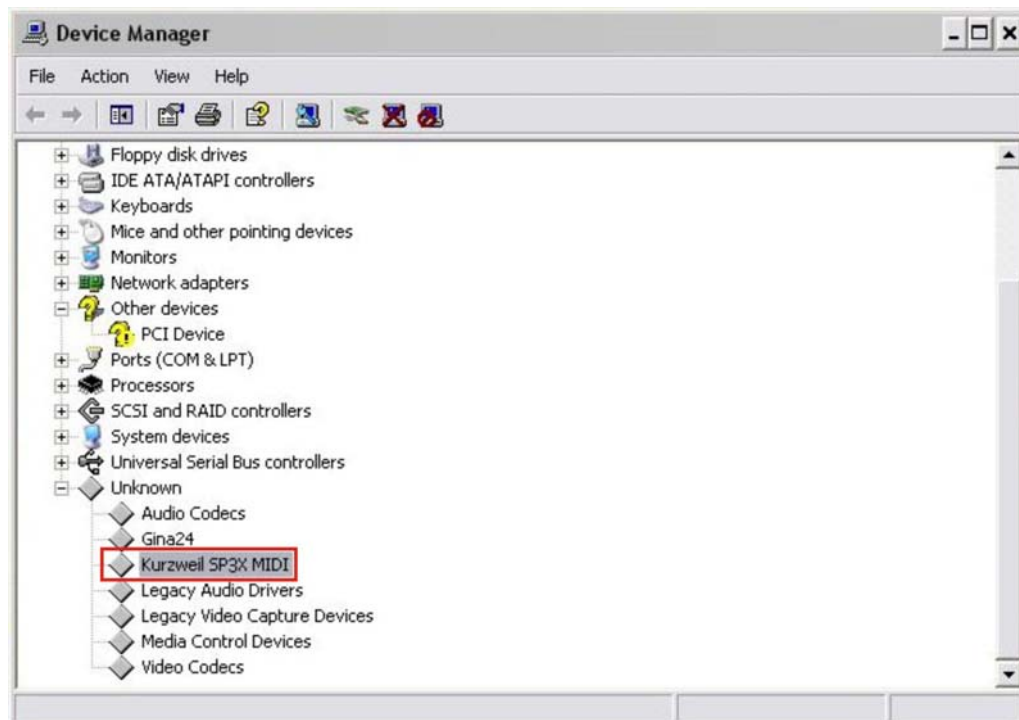 Device Manager
File Action View Help
Floppy disk drives
IDE ATA/ATAPI controllers
Keyboards
Mice and other pointing devices
Monitors
Network adapters
Other devices
PCI Device
Ports (COM & LPT)
Processors
SCSI and RAID controllers
System devices
Universal Serial Bus controllers
Unknown
Audio Codecs
Gina24
Kurzweil SP3X MIDI
Legacy Audio Drivers
Legacy Video Capture Devices
Media Control Devices
Video Codecs